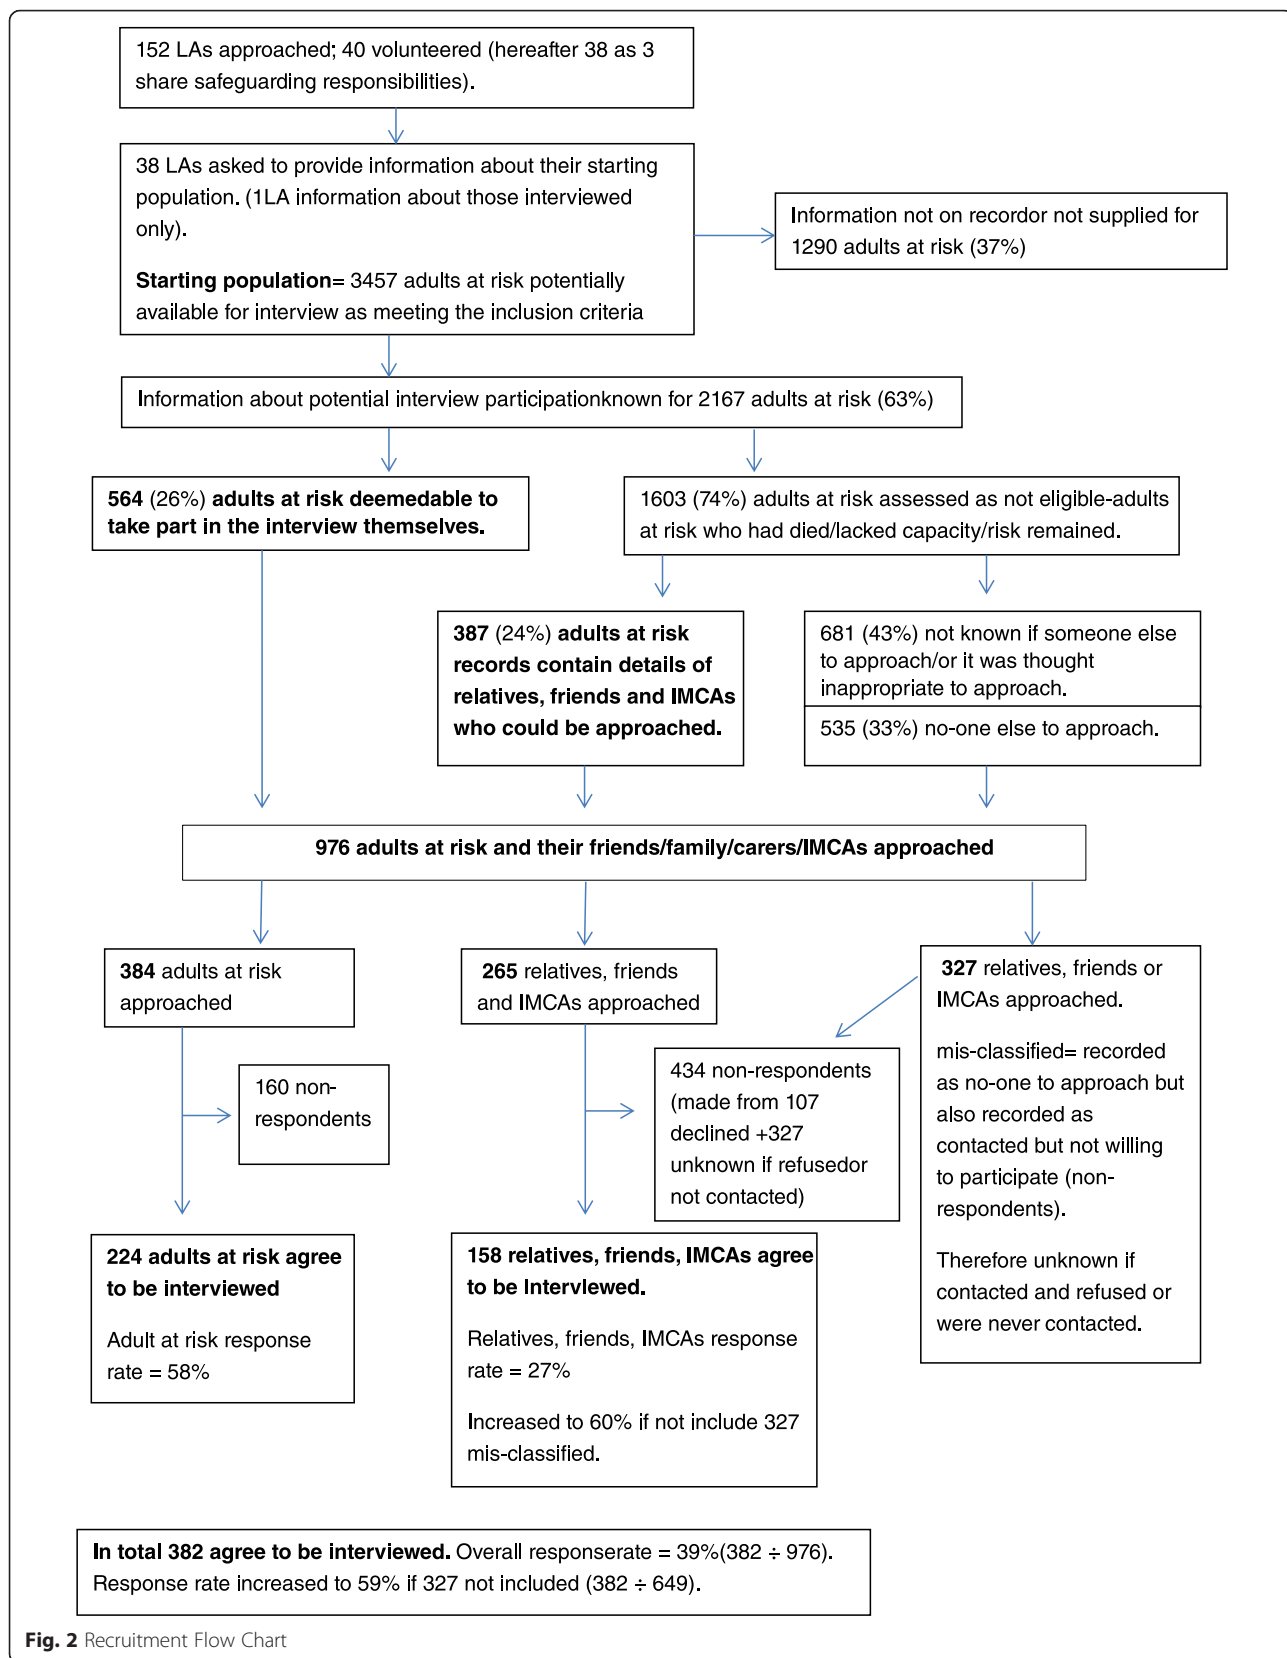 152 LAs approached; 40 volunteered (hereafter 38 as 3
share safeguarding responsibilities).
38 LAs asked to provide information about their starting
population. (1LA information about those interviewed
only).
Starting population= 3457 adults at risk potentially
available for interview as meeting the inclusion criteria
Information not on recordor not supplied for
1290 adults at risk (37%)
Information about potential interview participationknown for 2167 adults at risk (63%)
564 (26%) adults at risk deemedable to
take part in the interview themselves.
1603 (74%) adults at risk assessed as not eligible-adults
at risk who had died/lacked capacity/risk remained.
387 (24%) adults at risk
records contain details of
relatives, friends and IMCAs
who could be approached.
681 (43%) not known if someone else
to approach/or it was thought
inappropriate to approach.
535 (33%) no-one else to approach.
976 adults at risk and their friends/family/carers/IMCAs approached
384 adults at risk
approached
265 relatives, friends
and IMCAs approached
327 relatives, friends or
IMCAs approached.
mis-classified= recorded
as no-one to approach but
also recorded as
contacted but not willing
to participate (non-
respondents).
Therefore unknown if
contacted and refused or
were never contacted.
160 non-
respondents
434 non-respondents
(made from 107
declined +327
unknown if refusedor
not contacted)
224 adults at risk agree
to be interviewed
Adult at risk response
rate = 58%
158 relatives, friends, IMCAs agree
to be Interviewed.
Relatives, friends, IMCAs response
rate = 27%
Increased to 60% if not include 327
mis-classified.
In total 382 agree to be interviewed. Overall responserate = 39%(382 ÷ 976).
Response rate increased to 59% if 327 not included (382 ÷ 649).
Fig. 2 Recruitment Flow Chart